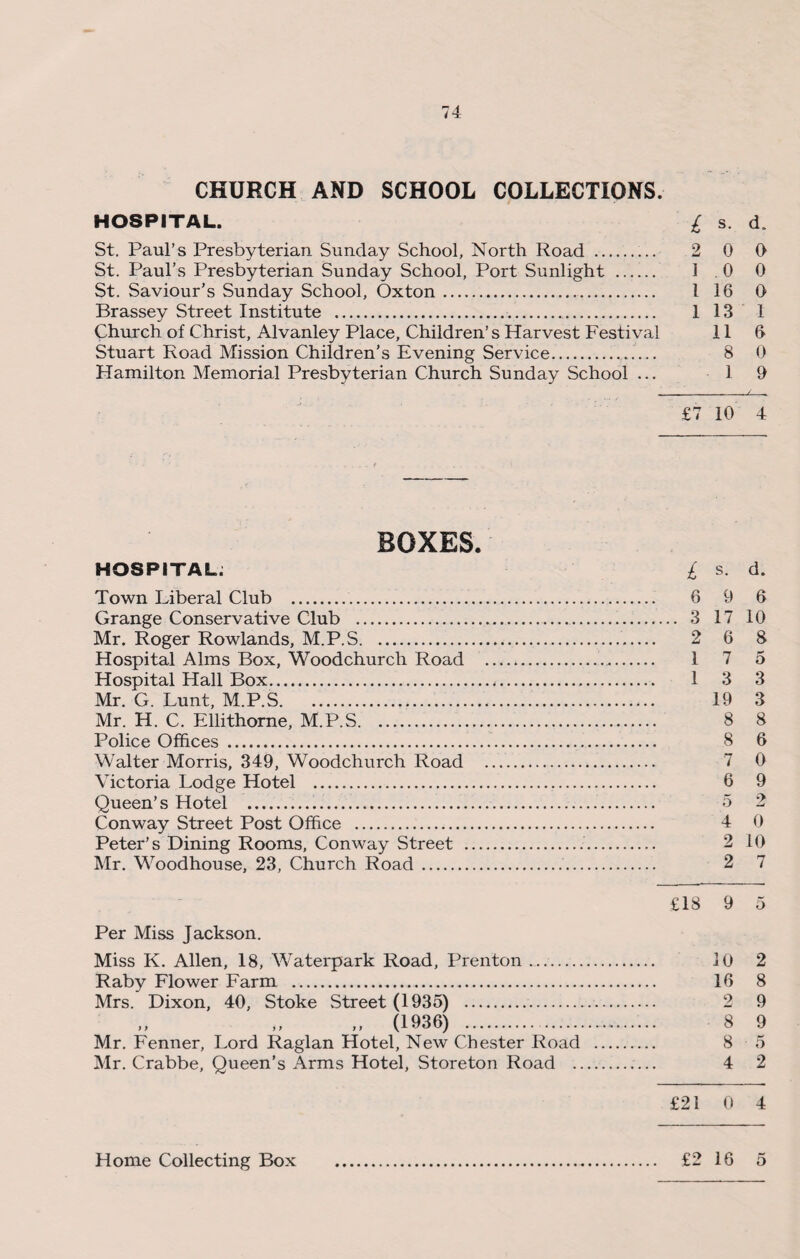 74
CHURCH AND SCHOOL COLLECTIONS.
HOSPITAL. £ s. d.
St. Paul's Presbyterian Sunday School, North Road ......... 2 0 0
St. Paul's Presbyterian Sunday School, Port Sunlight ...... 1 0 0
St. Saviour's Sunday School, Oxton ................................. 1 16 0
Brassey Street Institute ................................................ 1 13 1
Church of Christ, Alvanley Place, Children's Harvest Festival 11 6
Stuart Road Mission Children's Evening Service................. 8 0
Hamilton Memorial Presbyterian Church Sunday School ... 1 9
£7 10 4
BOXES.
HOSPITAL. £ s. d.
Town Liberal Club ...................................................... 6 9 6
Grange Conservative Club ................................................ 3 17 10
Mr. Roger Rowlands, M.P.S. .......................................... 2 6 8
Hospital Alms Box, Woodchurch Road .......................... 1 7 5
Hospital Hall Box......................................................... 1 3 3
Mr. G. Lunt, M.P.S. ...................................................... 19 3
Mr. H. C. Ellithorne, M.P.S. .......................................... 8 8
Police Offices ............................................................... 8 6
Walter Morris, 349, Woodchurch Road .......................... 7 0
Victoria Lodge Hotel ................................................... 6 9
Queen's Hotel ............................................................ 5 2
Conway Street Post Office ............................................. 4 0
Peter's Dining Rooms, Conway Street ............................. 2 10
Mr. Woodhouse, 23, Church Road .................................... 2 7
£18 9 5
Per Miss Jackson.
Miss K. Allen, 18, Waterpark Road, Prenton .................... 10 2
Raby Flower Farm ...................................................... 16 8
Mrs. Dixon, 40, Stoke Street (1935) ............................. 2 9
,, ,, ,, (1936) ............................. 8 9
Mr. Fenner, Lord Raglan Hotel, New Chester Road ......... 8 5
Mr. Crabbe, Queen's Arms Hotel, Storeton Road ............ 4 2
£21 0 4
Home Collecting Box ................................................ £2 16 5